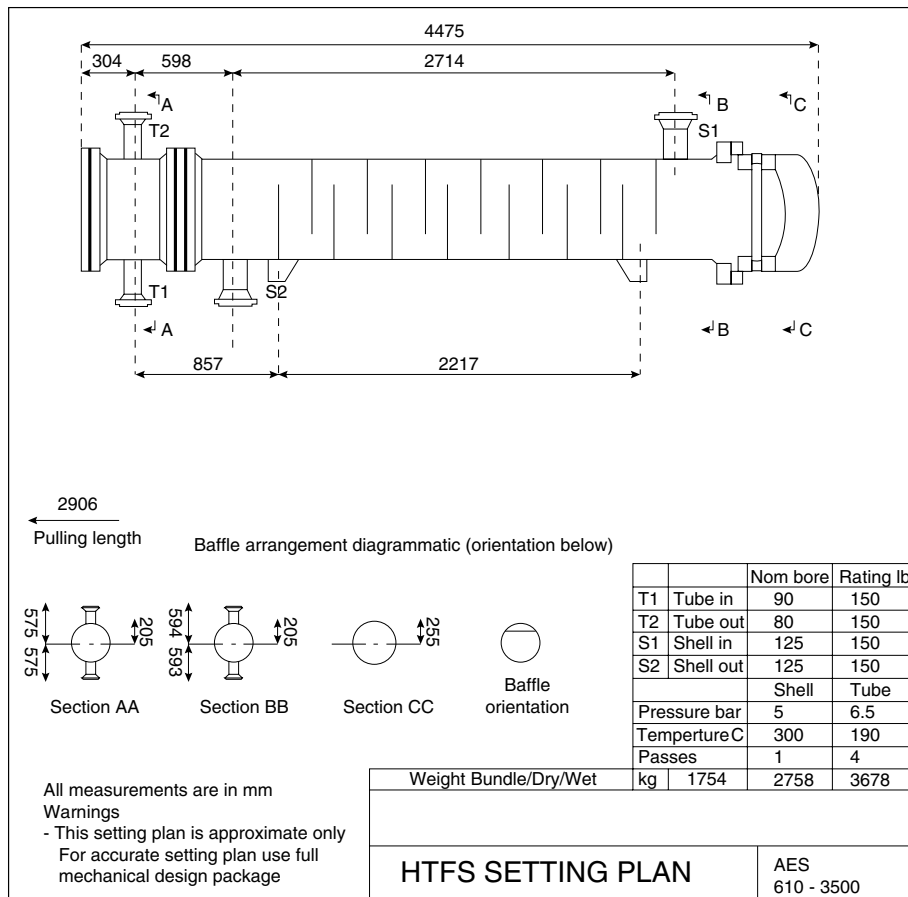 4475
304
598
2714
A
B
C
T2
S1
T1
S2
A
B
C
857
2217
2906
Pulling length
Baffle arrangement diagrammatic (orientation below)
575
575
205
594
593
205
255
Section AA
Section BB
Section CC
Baffle
orientation
Nom bore Rating lb
T1 Tube in 90 150
T2 Tube out 80 150
S1 Shell in 125 150
S2 Shell out 125 150
Shell Tube
Pressure bar 5 6.5
TempertureC 300 190
Passes 1 4
Weight Bundle/Dry/Wet kg 1754 2758 3678
All measurements are in mm
Warnings
- This setting plan is approximate only
For accurate setting plan use full
mechanical design package
HTFS SETTING PLAN
AES
610 - 3500